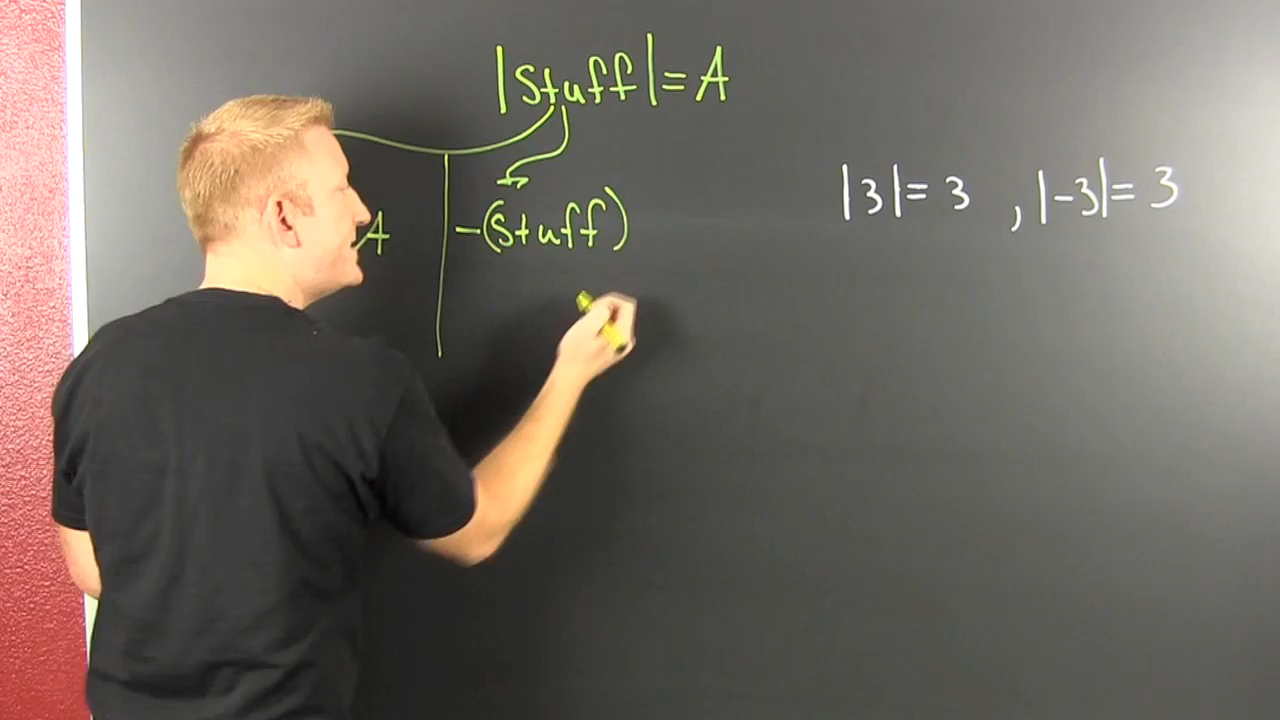 |Stuff| = A
|3| = 3 , |-3| = 3
A -(Stuff)